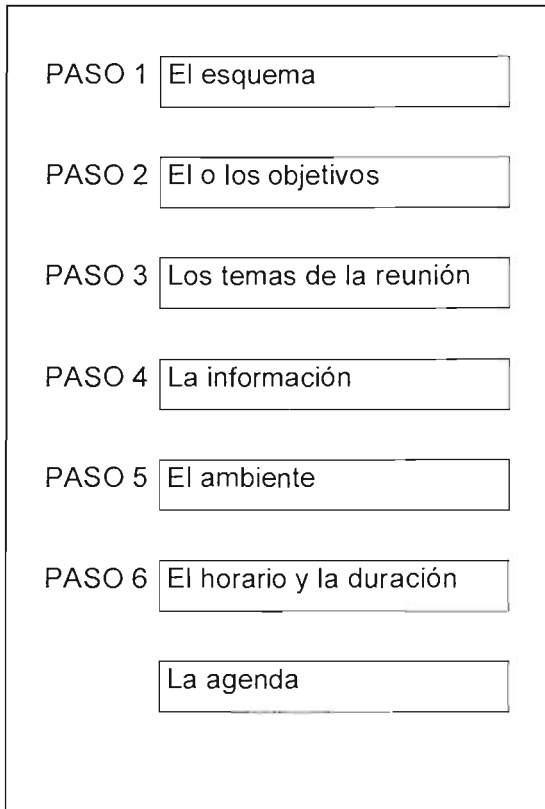 PASO 1 El esquema
PASO 2 El o los objetivos
PASO 3 Los temas de la reunión
PASO 4 La información
PASO 5 El ambiente
PASO 6 El horario y la duración
La agenda